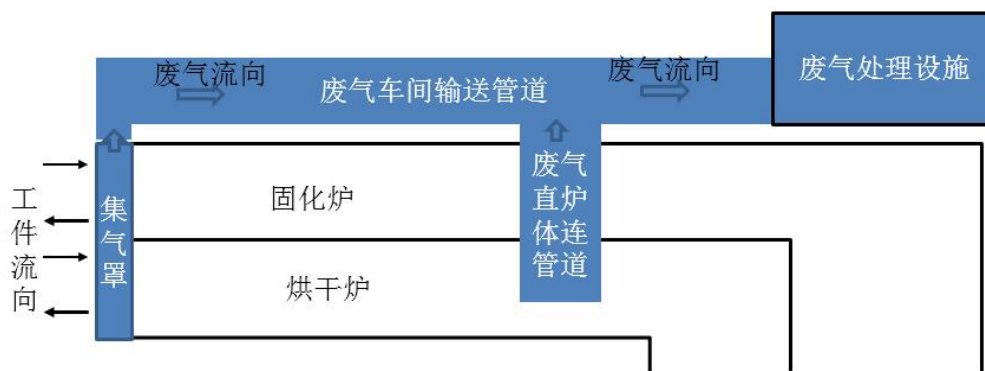 废气流向
废气车间输送管道
废气流向
废气处理设施
工件流向
集气罩
固化炉
烘干炉
废气
直炉
体连
管道